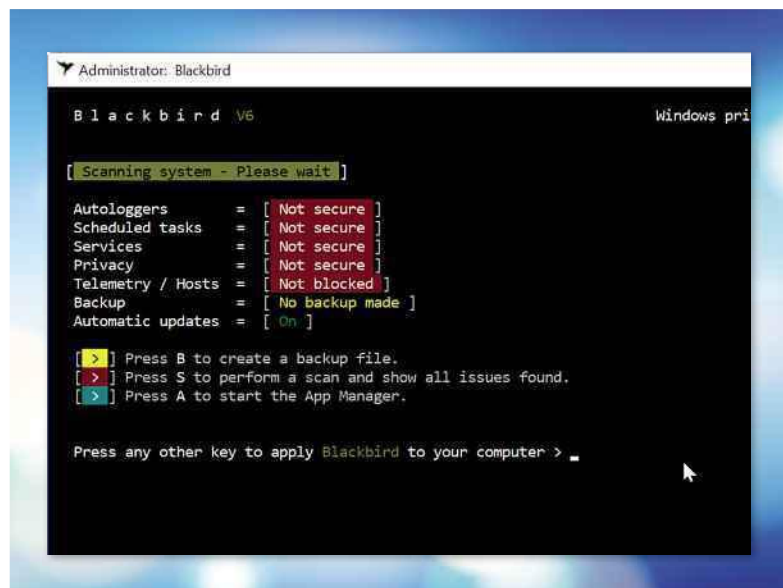 Administrator: Blackbird
Blackbird V6 Windows pri
[ Scanning system - Please wait ]
Autologgers = [ Not secure ]
Scheduled tasks = [ Not secure ]
Services = [ Not secure ]
Privacy = [ Not secure ]
Telemetry / Hosts = [ Not blocked ]
Backup = [ No backup made ]
Automatic updates = [ On ]
[ > ] Press B to create a backup file.
[ > ] Press S to perform a scan and show all issues found.
[ > ] Press A to start the App Manager.
Press any other key to apply Blackbird to your computer > _